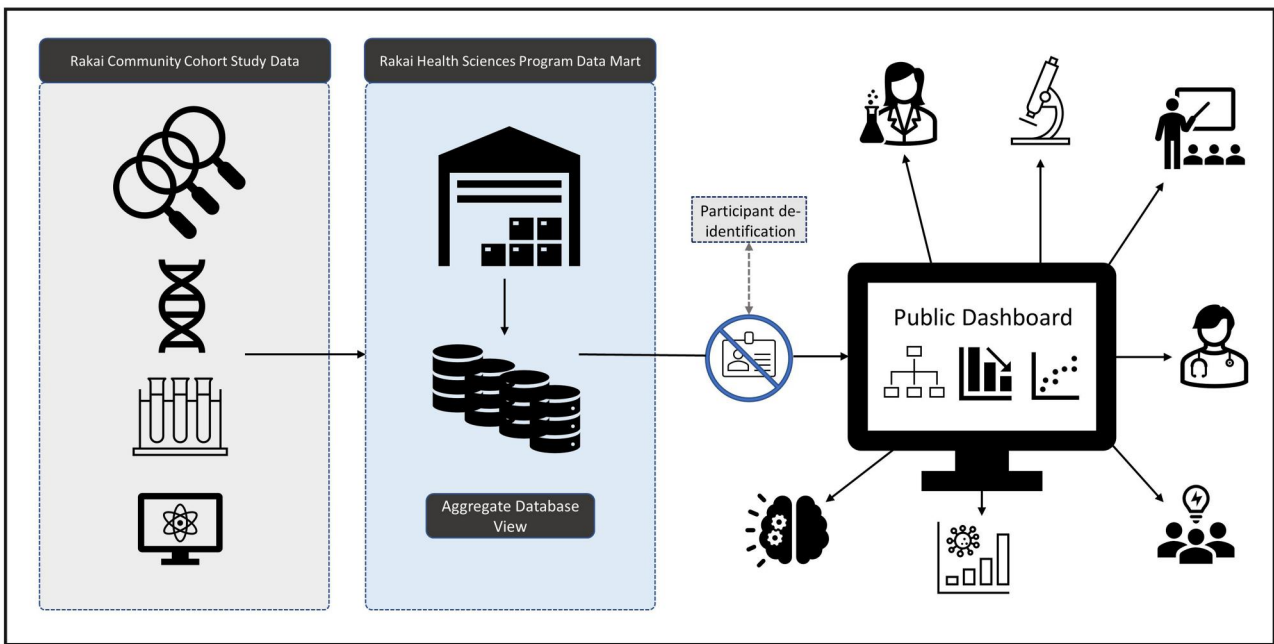 Rakai Community Cohort Study Data
Rakai Health Sciences Program Data Mart
Participant de-
identification
Public Dashboard
Aggregate Database
View